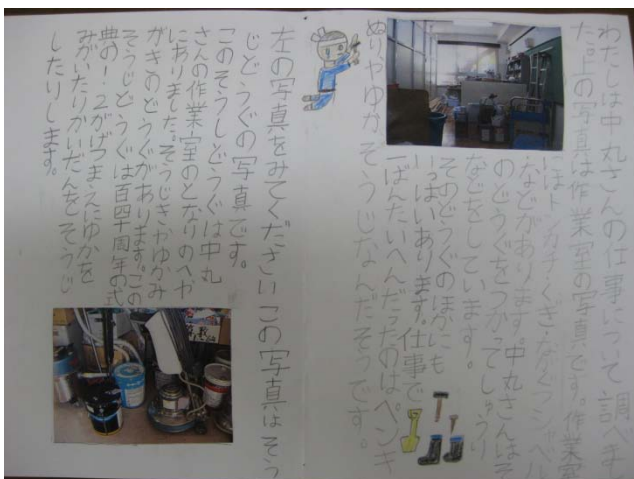 わたしは中丸さんの仕事について調べまし
た。上の写真は作業室の写真です。作業室
にはトンカチ、くぎ、なた、シャベル
などがあります。中丸さんはそ
のどうぐをつかってしゅうり
などをしています。
そのどうぐのほかにも
いっぱいあります。仕事で
一ばんたいへんだったのはペンキ
ぬりやゆかそうじなんだそうです。
左の写真をみてくださいこの写真はそう
じどうぐの写真です。
このそうじどうぐは中丸
さんの作業室のとなりのへや
にありました。そうじきやゆかみ
がきのどうぐがあります。この
そうじどうぐは百四十周年の式
典の1、2かげつまえにゆかを
みがいたりかいだんをそうじ
したりします。